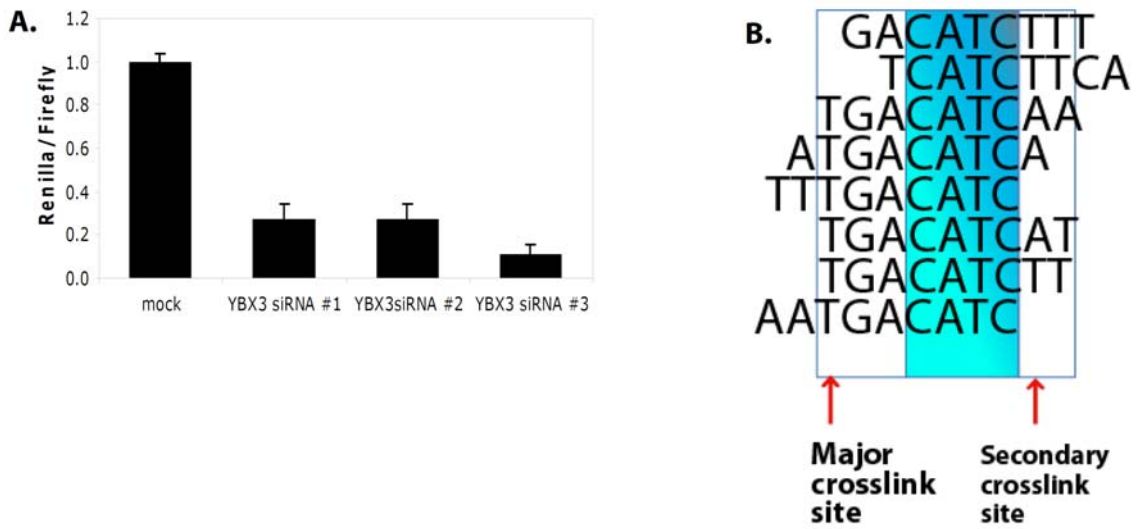 A.
Renilla / Firefly
1.2
1.0
0.8
0.6
0.4
0.2
0.0
mock
YBX3 siRNA #1
YBX3siRNA #2
YBX3 siRNA #3
B.
GACATCTTT
TCATCTTCA
TGACATCAA
ATGACATCA
TTTGACATC
TGACATCAT
TGACATCTT
AATGACATC
Major
crosslink
site
Secondary
crosslink
site